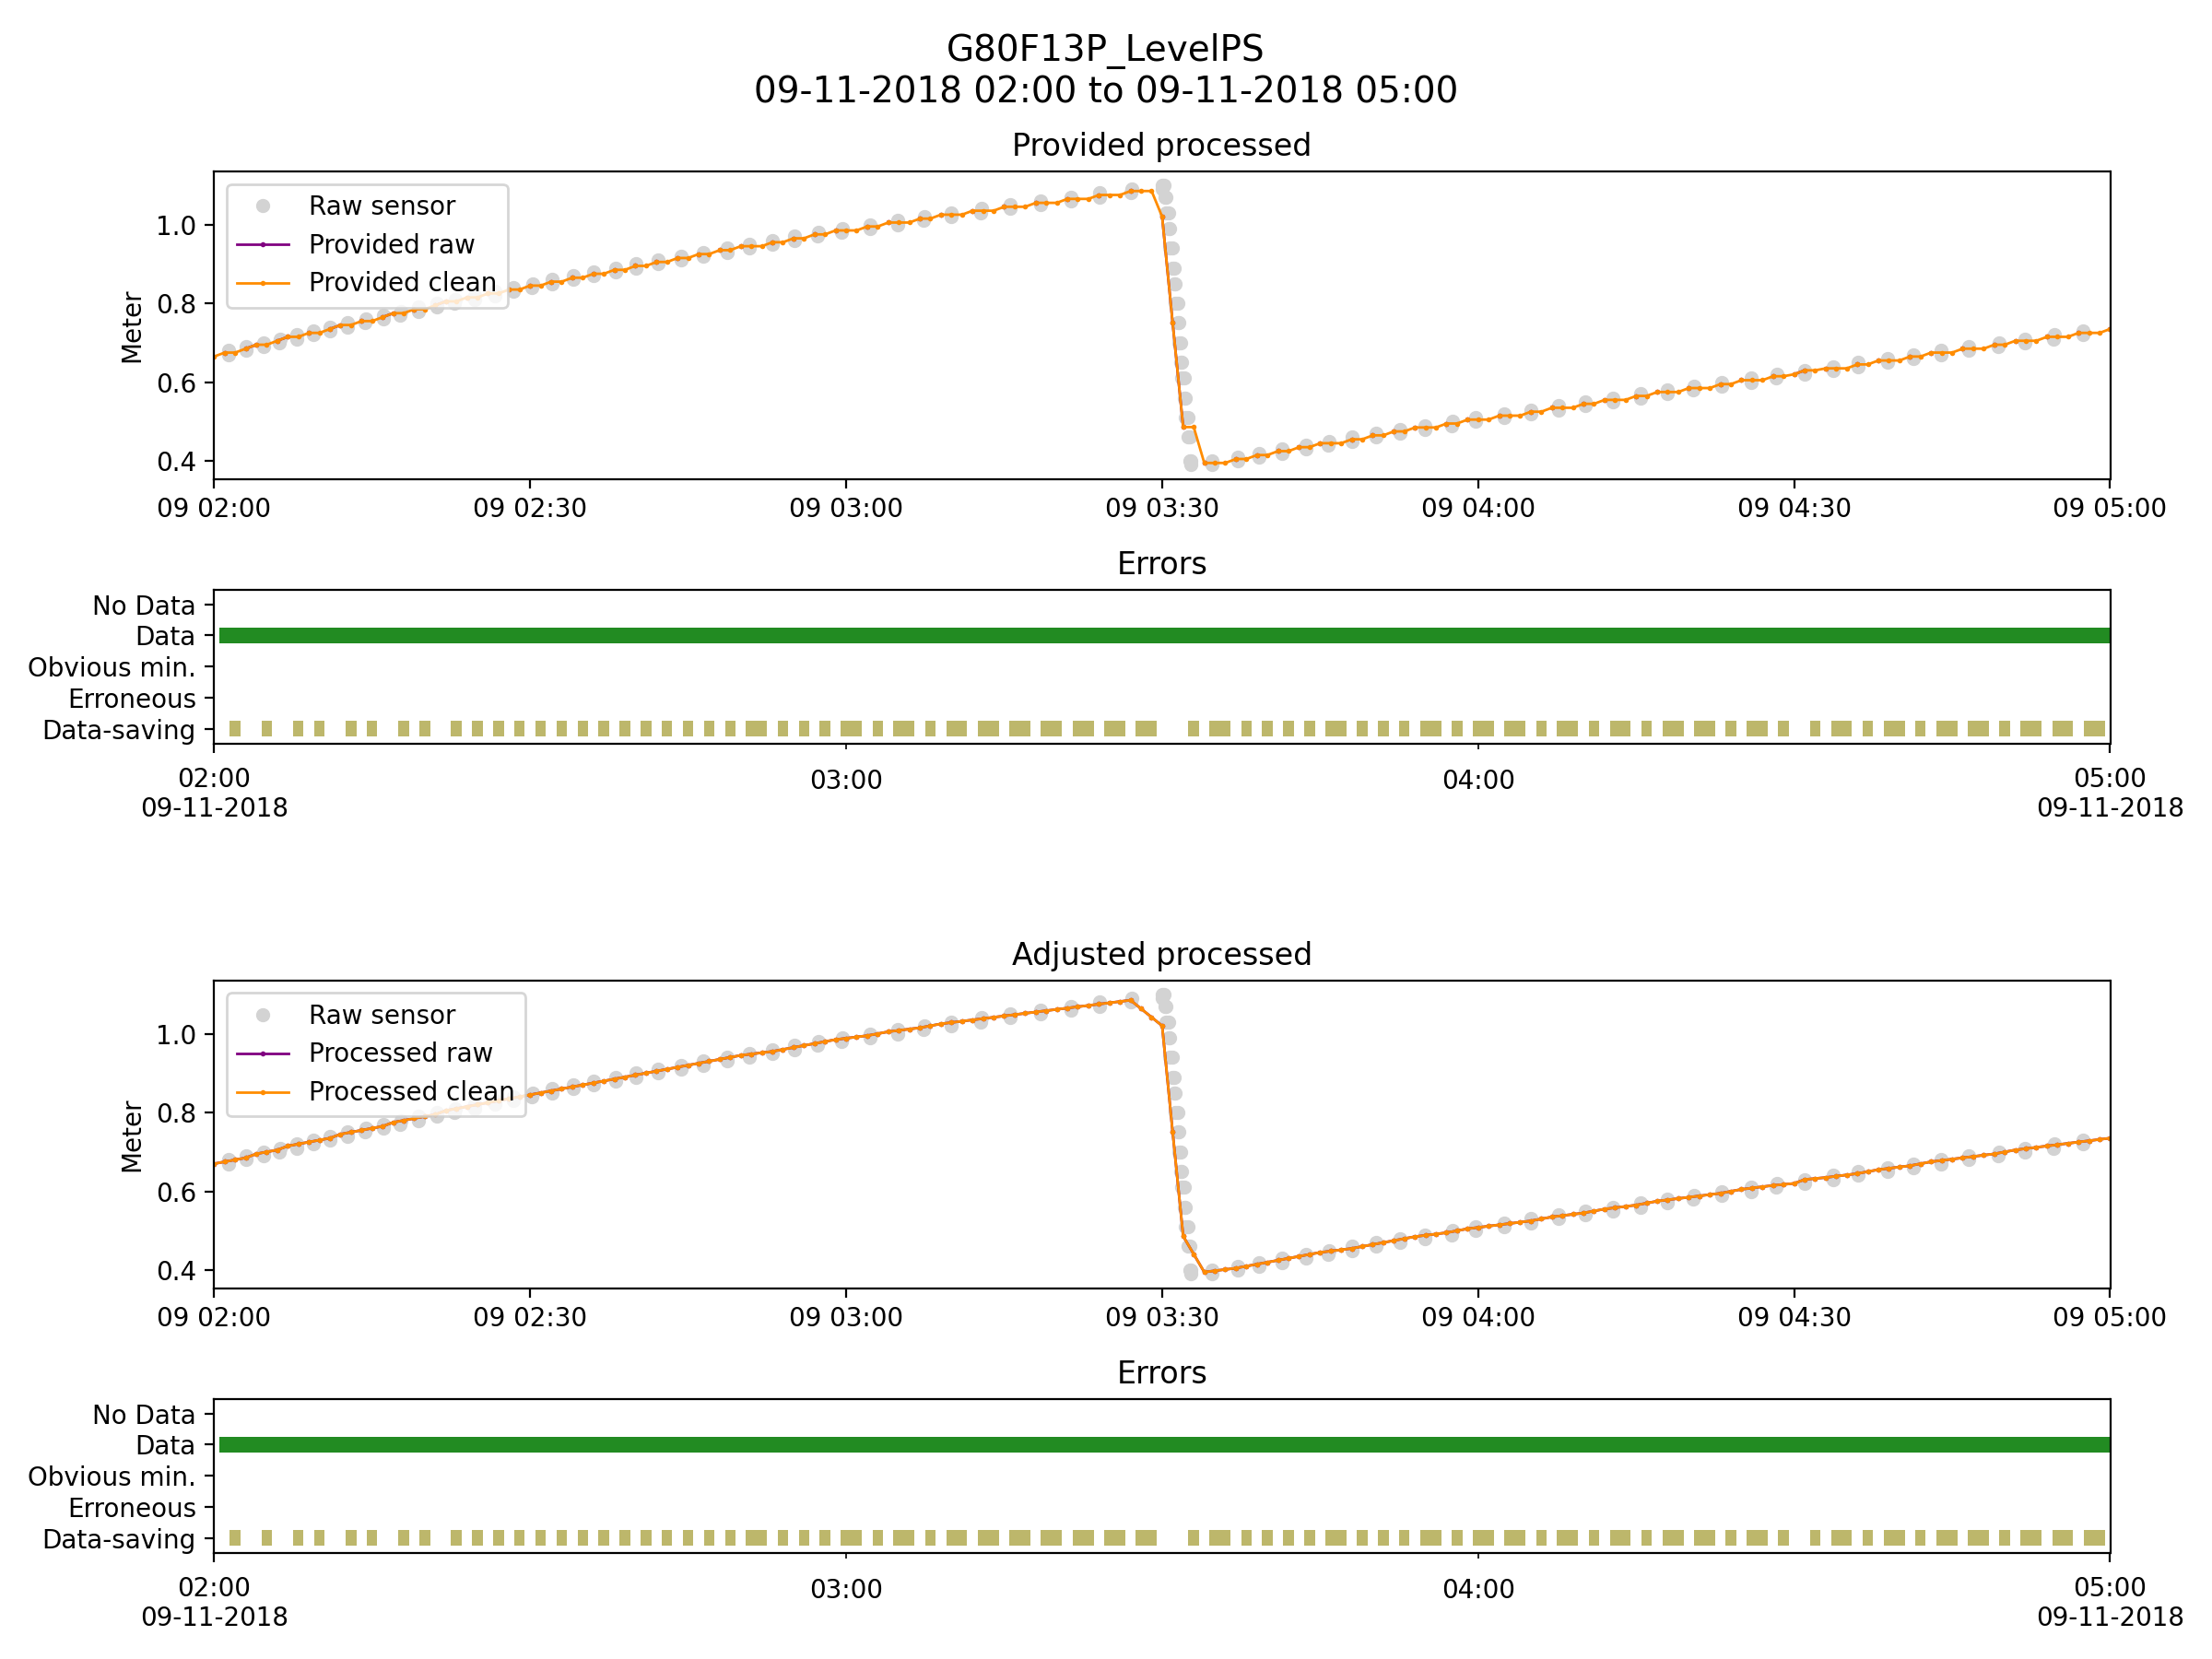 G80F13P_LevelPS
09-11-2018 02:00 to 09-11-2018 05:00
Provided processed
Raw sensor
Provided raw
Provided clean
Meter
1.0
0.8
0.6
0.4
09 02:00 09 02:30 09 03:00 09 03:30 09 04:00 09 04:30 09 05:00
Errors
No Data
Data
Obvious min.
Erroneous
Data-saving
02:00 03:00 04:00 05:00
09-11-2018 09-11-2018
Adjusted processed
Raw sensor
Processed raw
Processed clean
Meter
1.0
0.8
0.6
0.4
09 02:00 09 02:30 09 03:00 09 03:30 09 04:00 09 04:30 09 05:00
Errors
No Data
Data
Obvious min.
Erroneous
Data-saving
02:00 03:00 04:00 05:00
09-11-2018 09-11-2018